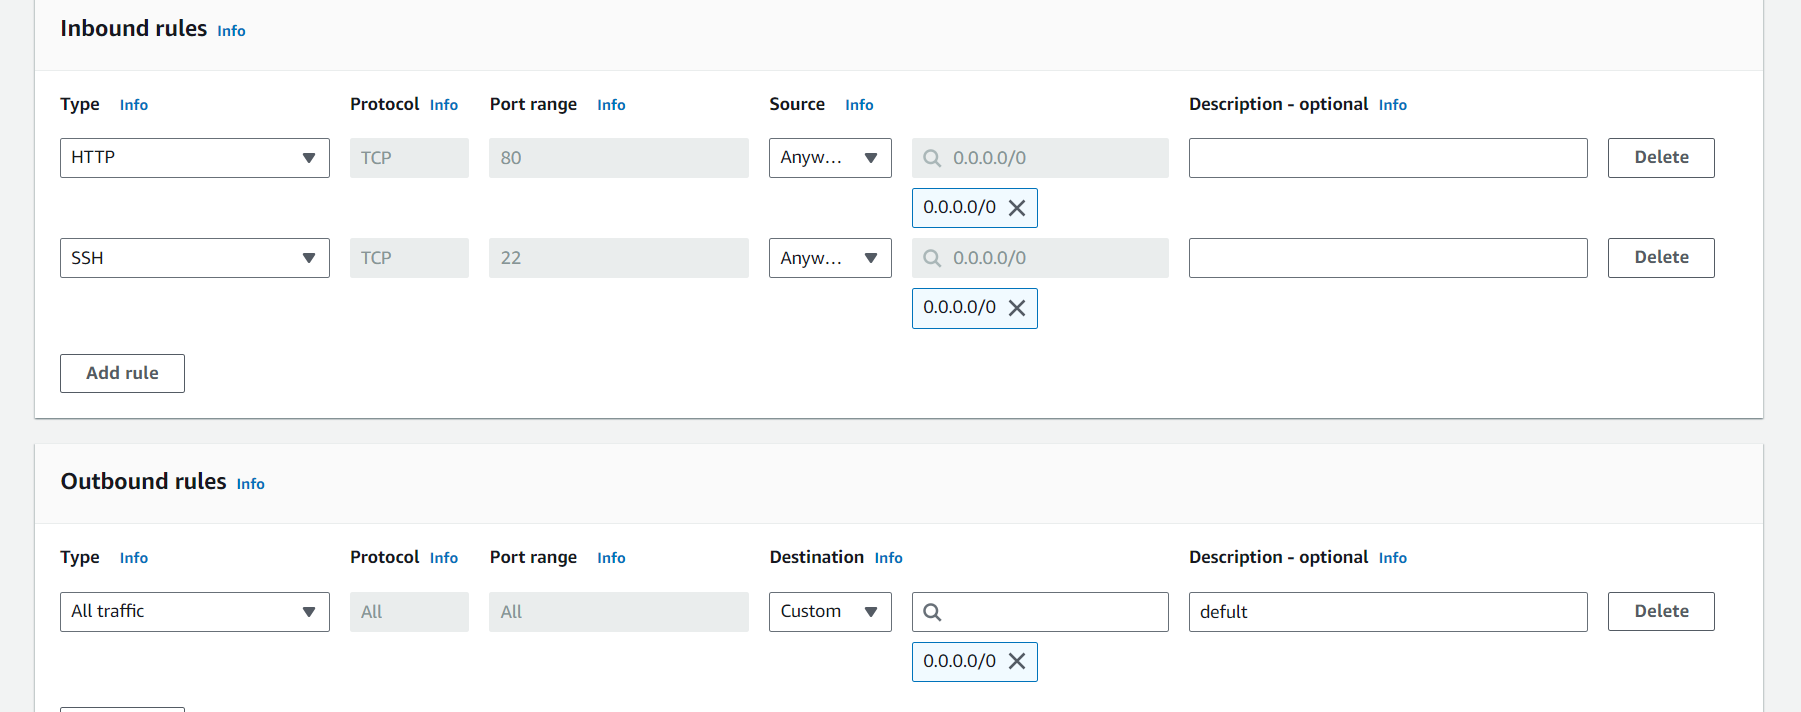 Inbound rules Info
Type Info Protocol Info Port range Info Source Info Description - optional Info
HTTP TCP 80 Anyw... 0.0.0.0/0 Delete
0.0.0.0/0
SSH TCP 22 Anyw... 0.0.0.0/0 Delete
0.0.0.0/0
Add rule
Outbound rules Info
Type Info Protocol Info Port range Info Destination Info Description - optional Info
All traffic All All Custom defult Delete
0.0.0.0/0